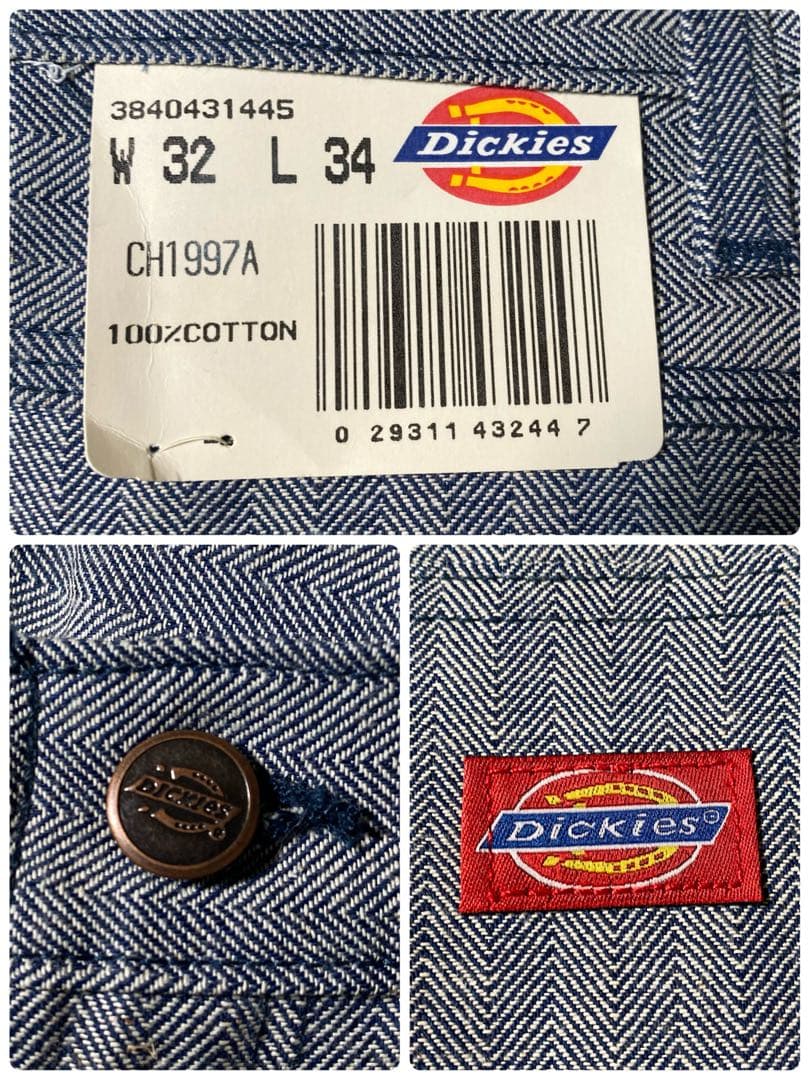 3840431445
W 32 L 34
Dickies
CH1997A
100%COTTON
0 29311 43244 7
DICKIES®
Dickies©